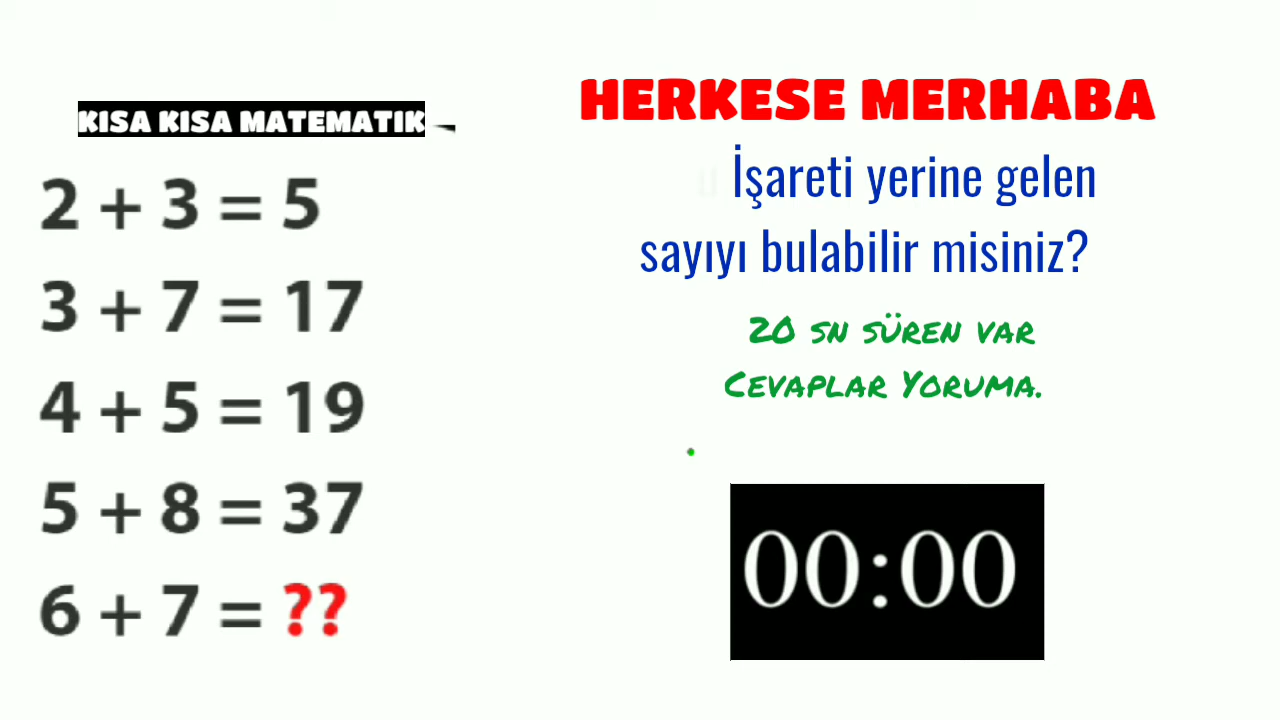 KISA KISA MATEMATIK
2 + 3 = 5
3 + 7 = 17
4 + 5 = 19
5 + 8 = 37
6 + 7 = ??
HERKESE MERHABA
İşareti yerine gelen
sayıyı bulabilir misiniz?
20 SN SÜREN VAR
CEVAPLAR YORUMA.
00:00